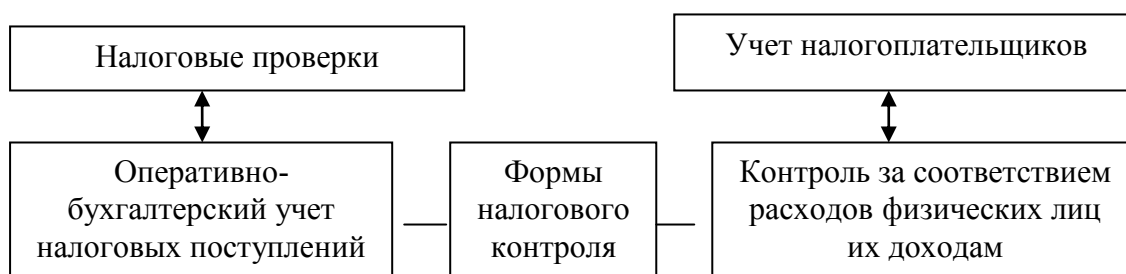 Налоговые проверки
Учет налогоплательщиков
Оперативно-
бухгалтерский учет
налоговых поступлений
Формы
налогового
контроля
Контроль за соответствием
расходов физических лиц
их доходам